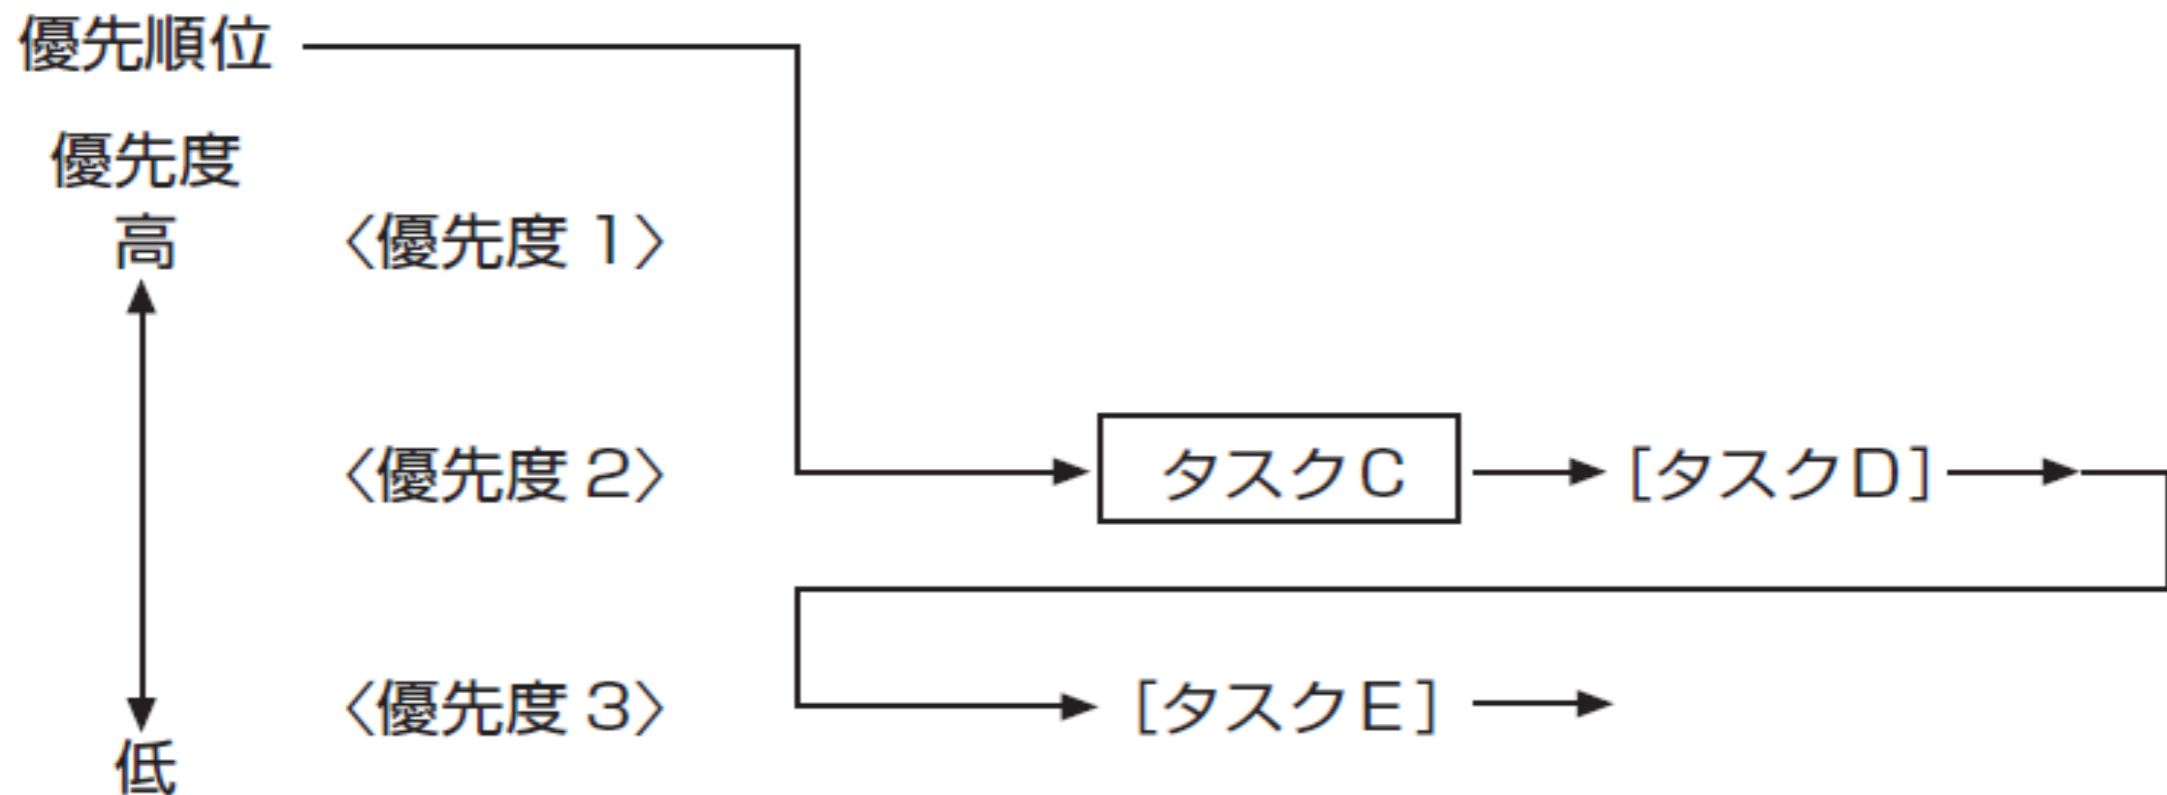 優先順位
優先度
高
〈優先度 1〉
〈優先度 2〉
タスクC
[タスクD]
〈優先度 3〉
[タスクE]
低